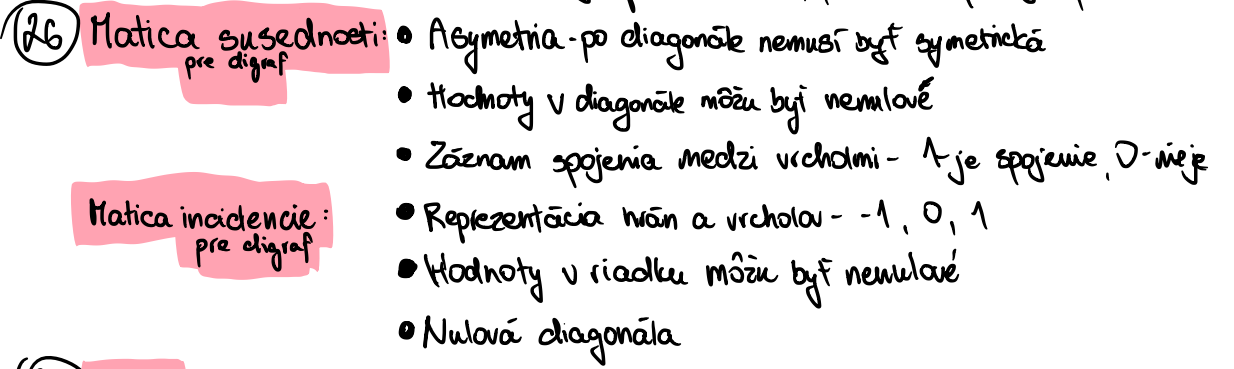 26 Matica susednosti: • Asymetria - po diagonále nemusí byť symetrická
pre digraf
• Hodnoty v diagonále môžu byť nenulové
• Záznam spojenia medzi vrcholmi - 1-je spojenie, 0-nieje
Matica incidencie: • Reprezentácia hrán a vrcholov - -1, 0, 1
pre digraf
• Hodnoty v riadku môžu byť nenulové
• Nulová diagonála